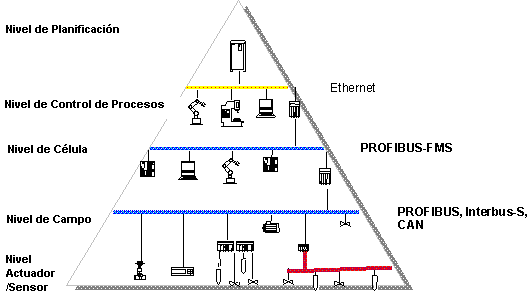 Nivel de Planificación
Ethernet
Nivel de Control de Procesos
Nivel de Célula
PROFIBUS-FMS
Nivel de Campo
PROFIBUS, Interbus-S,
CAN
Nivel
Actuador
/Sensor